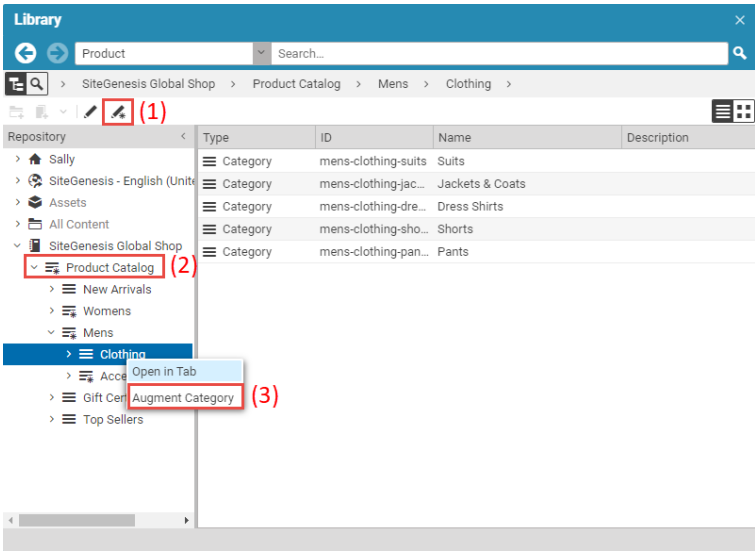 Library
Product
Search...
SiteGenesis Global Shop > Product Catalog > Mens > Clothing >
(1)
Repository
Type ID Name Description
Sally
SiteGenesis - English (Unite
Assets
All Content
SiteGenesis Global Shop
Product Catalog
(2)
New Arrivals
Womens
Mens
Clothing
Acce
Gift Cer
Top Sellers
Open in Tab
Augment Category
(3)
Category mens-clothing-suits Suits
Category mens-clothing-jac... Jackets & Coats
Category mens-clothing-dre... Dress Shirts
Category mens-clothing-sho... Shorts
Category mens-clothing-pan... Pants